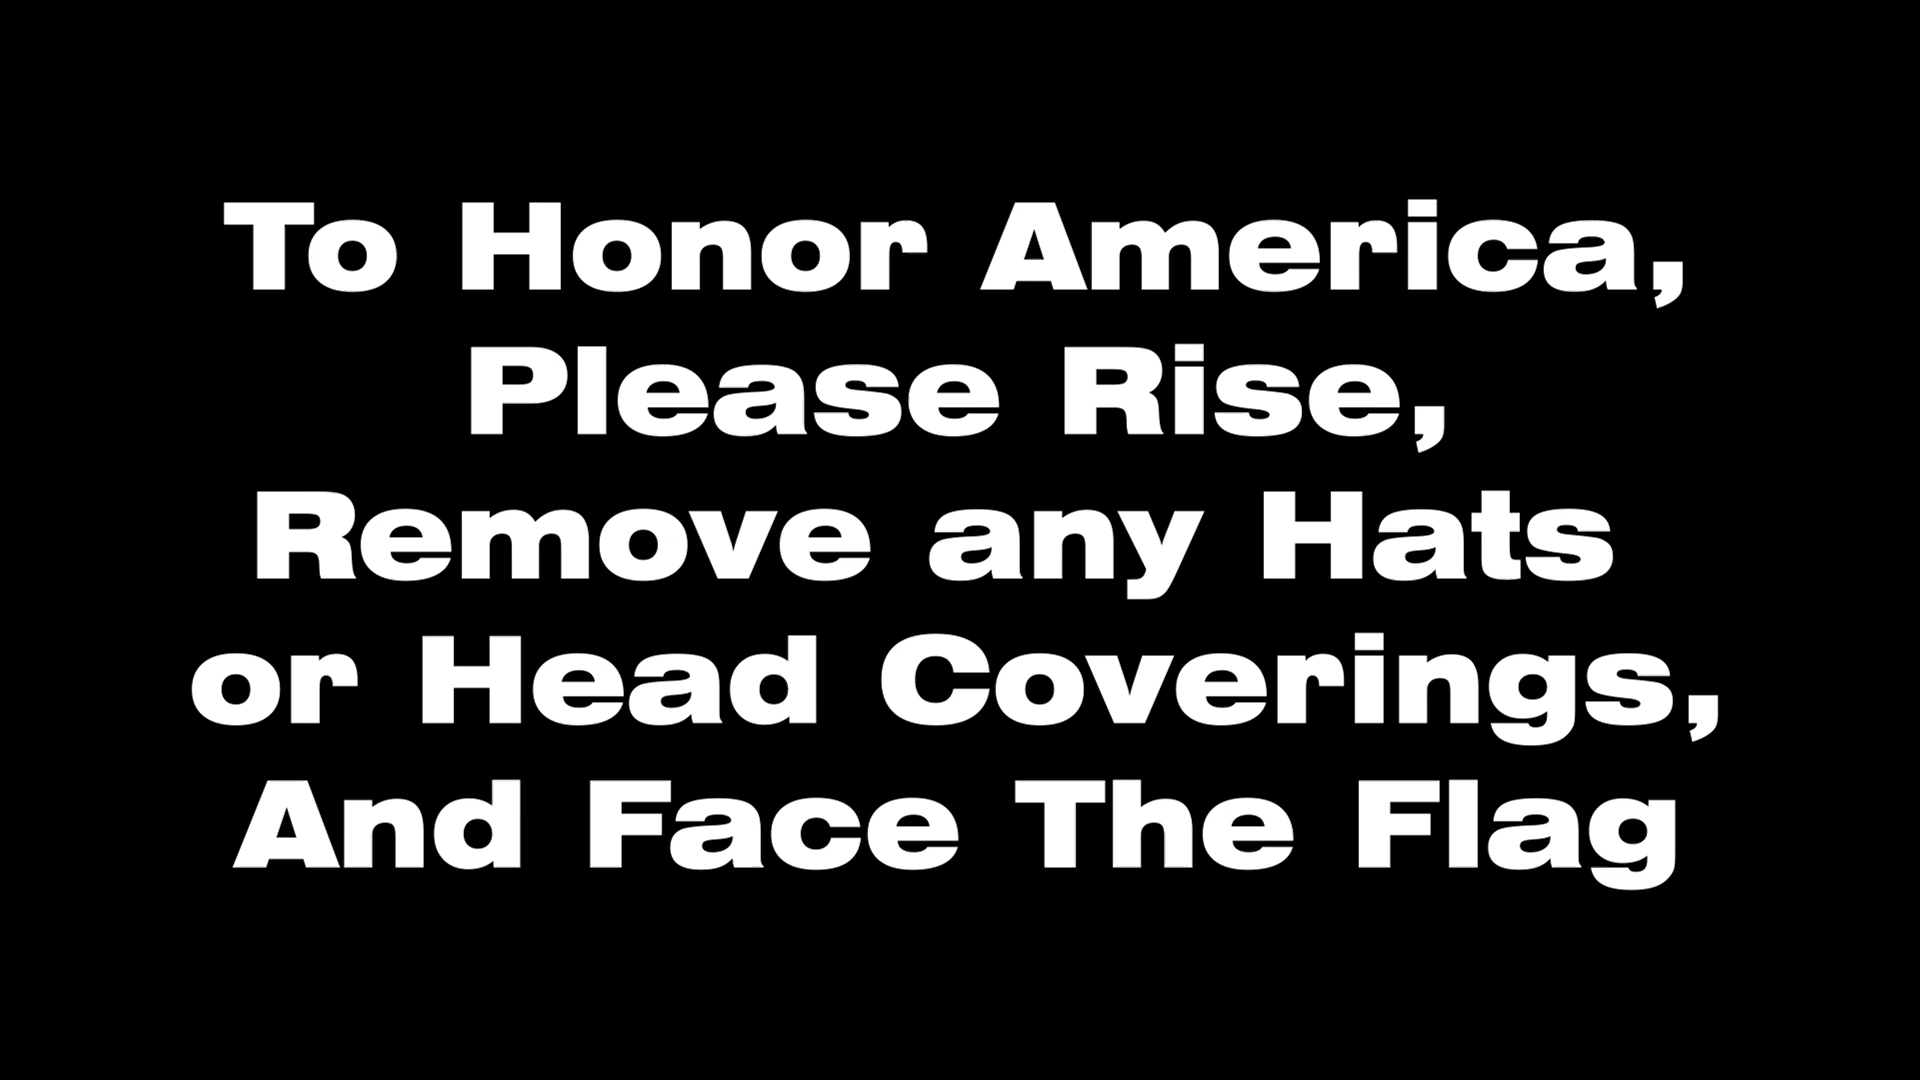 To Honor America,
Please Rise,
Remove any Hats
or Head Coverings,
And Face The Flag